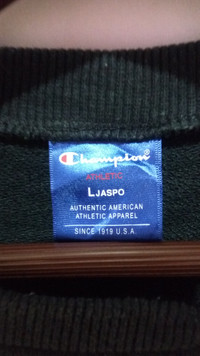 Champion
ATHLETIC
L JASPO
AUTHENTIC AMERICAN
ATHLETIC APPAREL
SINCE 1919 U.S.A.